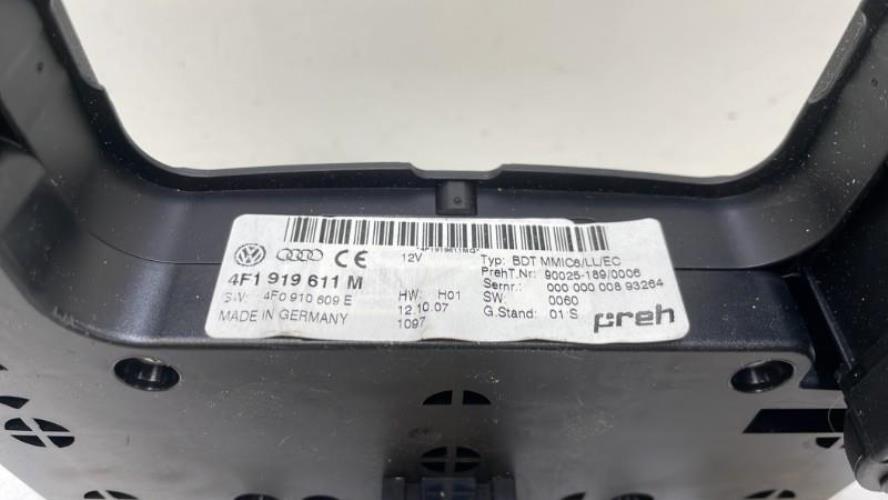 *4F1919611MG*
12V
4F1 919 611 M
SW: 4F0 910 609 E
MADE IN GERMANY
HW: H01
12.10.07
1097
Typ: BDT MMIC6/LL/EC
PrehT.Nr: 90025-189/0006
Sernr.: 000 000 008 93264
SW: 0060
G.Stand: 01 S
preh